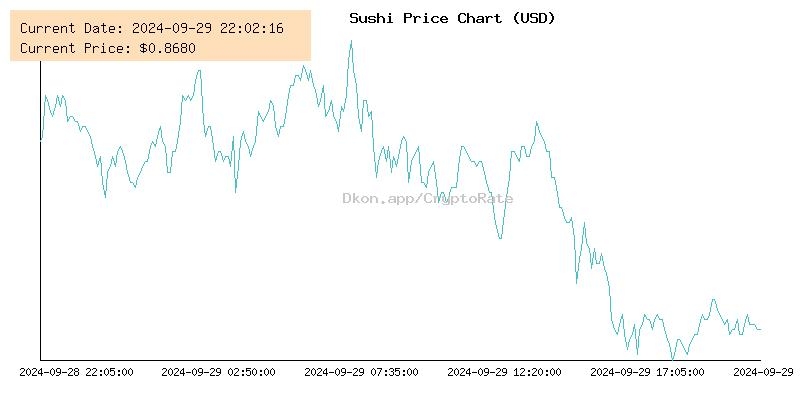 Sushi Price Chart (USD)
Current Date: 2024-09-29 22:02:16
Current Price: $0.8680
Dkon.app/CryptoRate
2024-09-28 22:05:00 2024-09-29 02:50:00 2024-09-29 07:35:00 2024-09-29 12:20:00 2024-09-29 17:05:00 2024-09-29